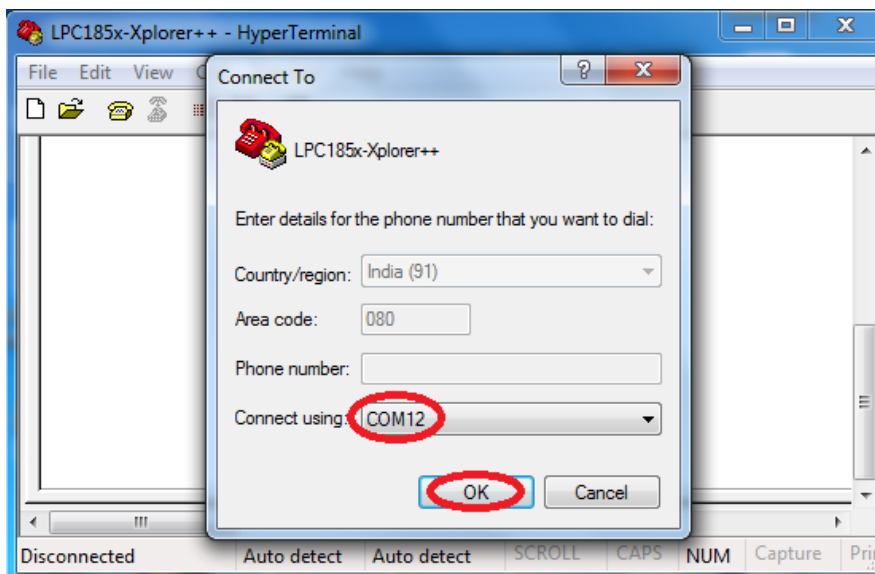 LPC185x-Xplorer++ - HyperTerminal
File Edit View
Connect To
LPC185x-Xplorer++
Enter details for the phone number that you want to dial:
Country/region: India (91)
Area code: 080
Phone number:
Connect using: COM12
OK Cancel
Disconnected Auto detect Auto detect SCROLL CAPS NUM Capture